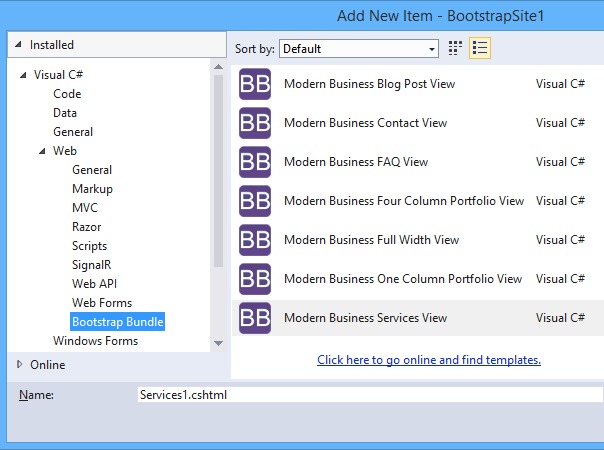 Add New Item - BootstrapSite1
Installed
Sort by: Default
Visual C#
Code
Data
General
Web
General
Markup
MVC
Razor
Scripts
SignalR
Web API
Web Forms
Bootstrap Bundle
Windows Forms
Online
BB Modern Business Blog Post View Visual C#
BB Modern Business Contact View Visual C#
BB Modern Business FAQ View Visual C#
BB Modern Business Four Column Portfolio View Visual C#
BB Modern Business Full Width View Visual C#
BB Modern Business One Column Portfolio View Visual C#
BB Modern Business Services View Visual C#
Click here to go online and find templates.
Name: Services1.cshtml